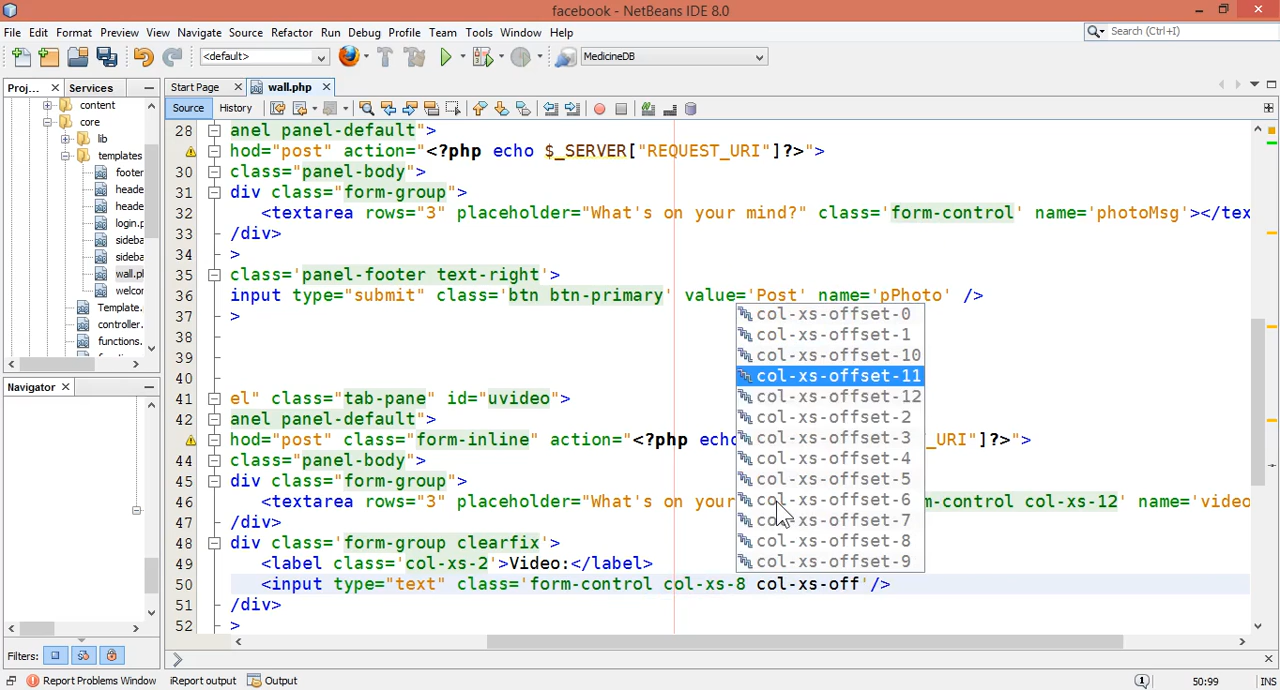 facebook - NetBeans IDE 8.0
File Edit Format Preview View Navigate Source Refactor Run Debug Profile Team Tools Window Help
Search (Ctrl+I)
<default>
MedicineDB
Proj...
Services
Start Page
wall.php
Source History
content
core
lib
templates
footer
heade
heade
login.p
sideba
sideba
wall.pl
welcor
Template.
controller.
functions.
Navigator
Filters:
28 anel panel-default">
hod="post" action="<?php echo $_SERVER["REQUEST_URI"]?>">
30 class="panel-body">
31 div class="form-group">
32 <textarea rows="3" placeholder="What's on your mind?" class='form-control' name='photoMsg'></tex
33 /div>
34 >
35 class='panel-footer text-right'>
36 input type="submit" class='btn btn-primary' value='Post' name='pPhoto' />
37 >
38
39
40
41 el" class="tab-pane" id="uvideo">
42 anel panel-default">
hod="post" class="form-inline" action="<?php echo _URI"]?>">
44 class="panel-body">
45 div class="form-group">
46 <textarea rows="3" placeholder="What's on your m-control col-xs-12' name='video
47 /div>
48 div class='form-group clearfix'>
49 <label class='col-xs-2'>Video:</label>
50 <input type="text" class='form-control col-xs-8 col-xs-off'/>
51 /div>
52 >
col-xs-offset-0
col-xs-offset-1
col-xs-offset-10
col-xs-offset-11
col-xs-offset-12
col-xs-offset-2
col-xs-offset-3
col-xs-offset-4
col-xs-offset-5
col-xs-offset-6
col-xs-offset-7
col-xs-offset-8
col-xs-offset-9
Report Problems Window iReport output Output
1
50:99
INS